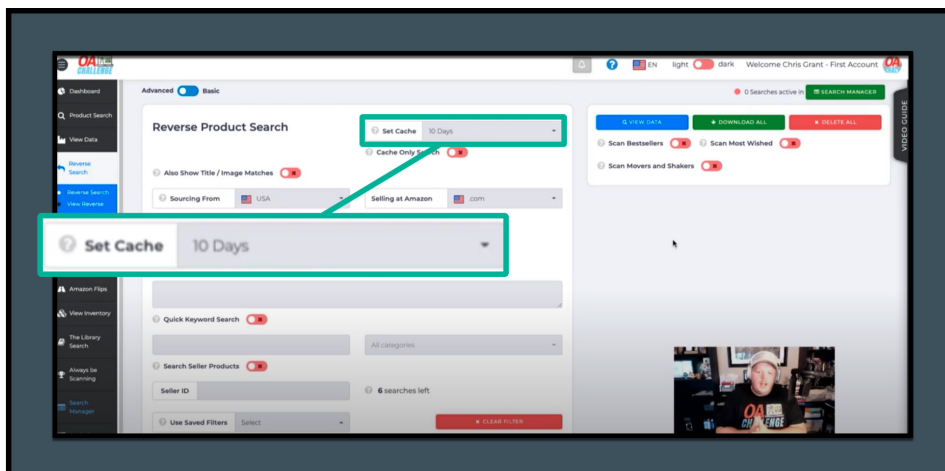 OA
CHALLENGE
EN
light
dark
Welcome Chris Grant - First Account
Dashboard
Product Search
View Data
Reverse
Search
Reverse Search
View Reverse
Amazon Flips
View Inventory
The Library
Search
Always be
Scanning
Search
Manager
Advanced
Basic
Reverse Product Search
Set Cache
10 Days
Cache Only Search
Also Show Title / Image Matches
Sourcing From
USA
Selling at Amazon
.com
Set Cache
10 Days
Quick Keyword Search
All categories
Search Seller Products
Seller ID
6 searches left
Use Saved Filters
Select
CLEAR FILTER
0 Searches active in
SEARCH MANAGER
VIEW DATA
DOWNLOAD ALL
DELETE ALL
Scan Bestsellers
Scan Most Wished
Scan Movers and Shakers
VIDEO GUIDE
OA
CHALLENGE